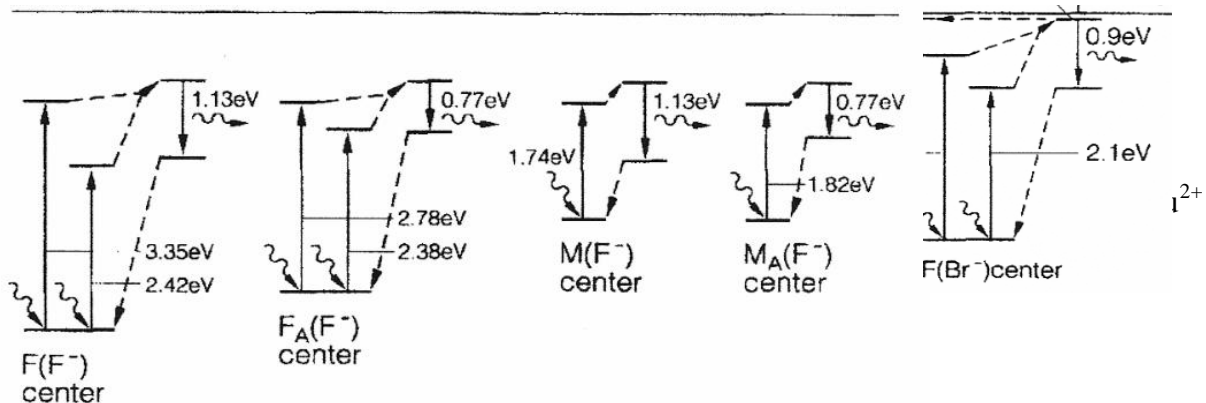 1.13eV
3.35eV
2.42eV
F(F⁻)
center
0.77eV
2.78eV
2.38eV
F_A(F⁻)
center
1.13eV
1.74eV
M(F⁻)
center
0.77eV
1.82eV
M_A(F⁻)
center
0.9eV
2.1eV
F(Br⁻)center
2+